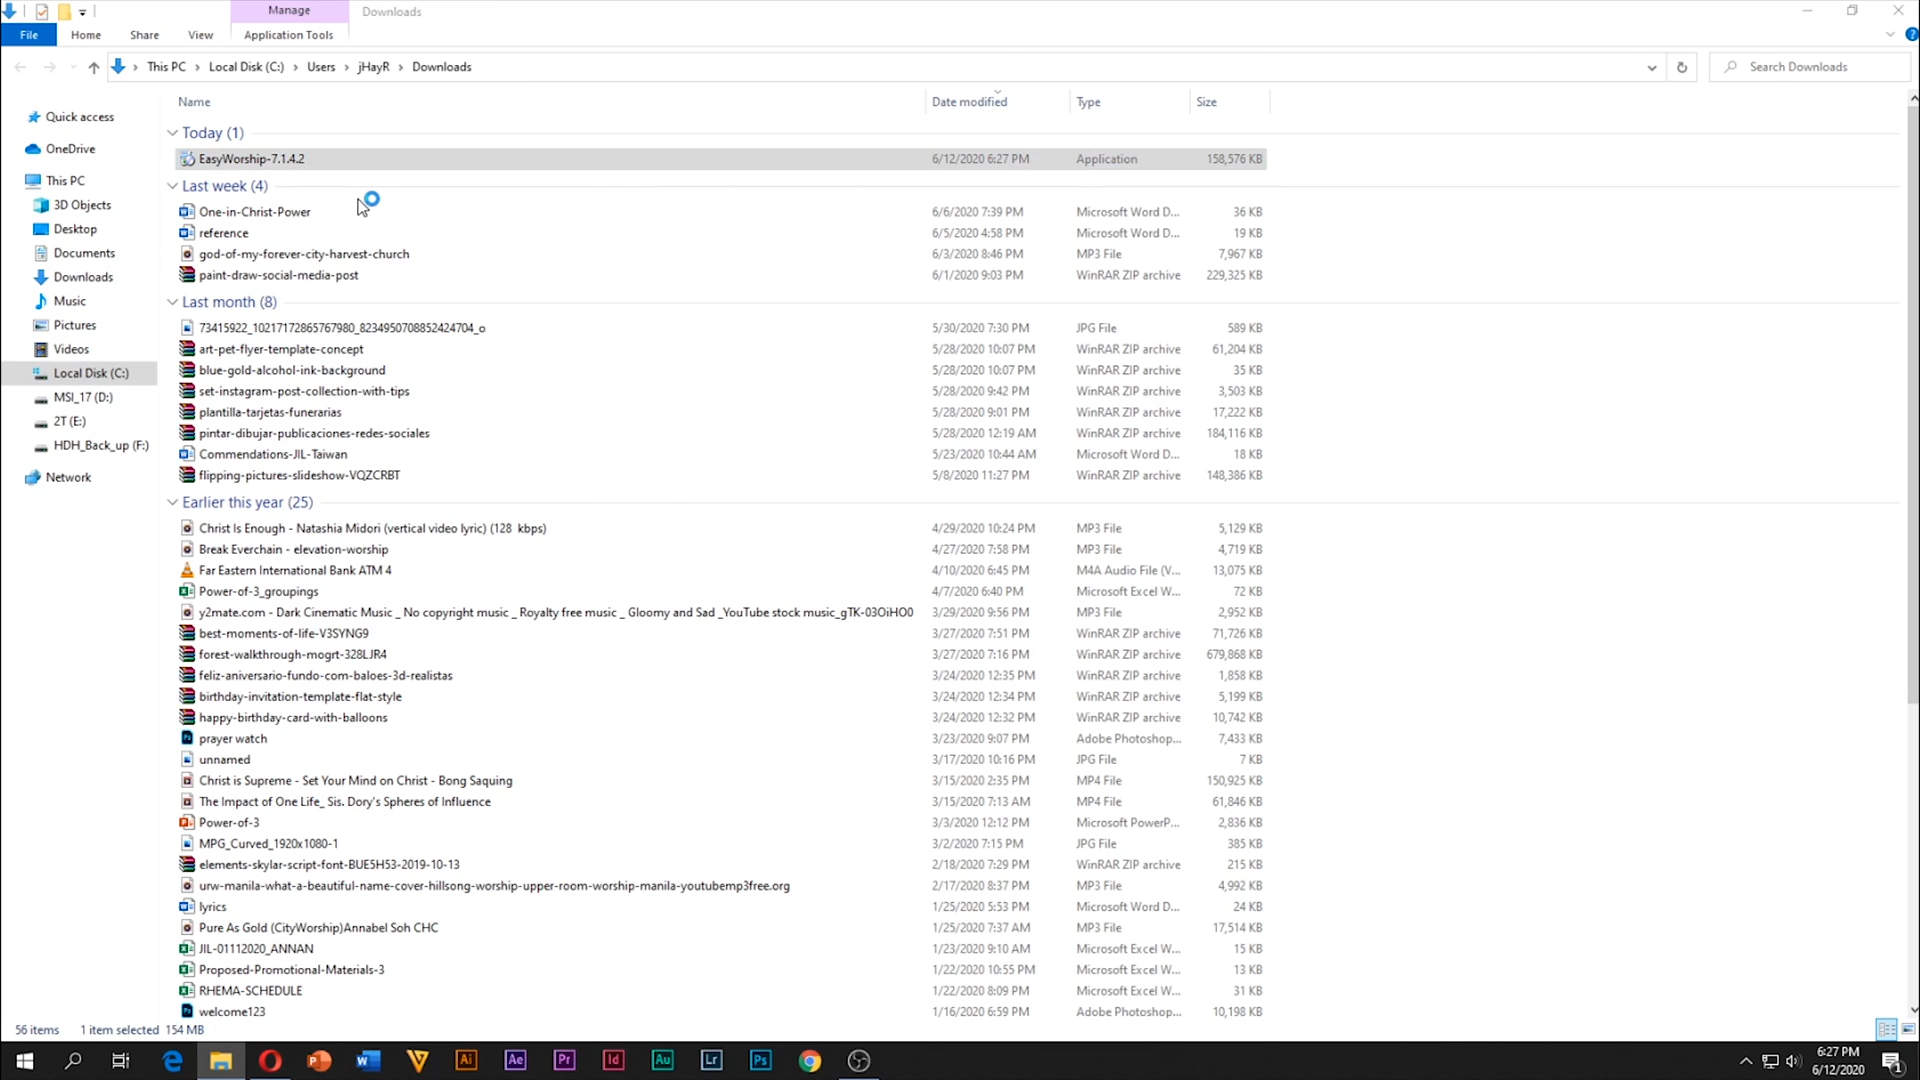 Manage Downloads
File Home Share View Application Tools
This PC Local Disk (C:) Users jHayR Downloads Search Downloads
Name Date modified Type Size
Quick access
OneDrive
This PC
3D Objects
Desktop
Documents
Downloads
Music
Pictures
Videos
Local Disk (C:)
MSI_17 (D:)
2T (E:)
HDH_Back_up (F:)
Network
Today (1)
EasyWorship-7.1.4.2 6/12/2020 6:27 PM Application 158,576 KB
Last week (4)
One-in-Christ-Power 6/6/2020 7:39 PM Microsoft Word D... 36 KB
reference 6/5/2020 4:58 PM Microsoft Word D... 19 KB
god-of-my-forever-city-harvest-church 6/3/2020 8:46 PM MP3 File 7,967 KB
paint-draw-social-media-post 6/1/2020 9:03 PM WinRAR ZIP archive 229,325 KB
Last month (8)
73415922_10217172865767980_8234950708852424704_o 5/30/2020 7:30 PM JPG File 589 KB
art-pet-flyer-template-concept 5/28/2020 10:07 PM WinRAR ZIP archive 61,204 KB
blue-gold-alcohol-ink-background 5/28/2020 10:07 PM WinRAR ZIP archive 35 KB
set-instagram-post-collection-with-tips 5/28/2020 9:42 PM WinRAR ZIP archive 3,503 KB
plantilla-tarjetas-funerarias 5/28/2020 9:01 PM WinRAR ZIP archive 17,222 KB
pintar-dibujar-publicaciones-redes-sociales 5/28/2020 12:19 AM WinRAR ZIP archive 184,116 KB
Commendations-JIL-Taiwan 5/23/2020 10:44 AM Microsoft Word D... 18 KB
flipping-pictures-slideshow-VQZCRBT 5/8/2020 11:27 PM WinRAR ZIP archive 148,386 KB
Earlier this year (25)
Christ Is Enough - Natashia Midori (vertical video lyric) (128 kbps) 4/29/2020 10:24 PM MP3 File 5,129 KB
Break Everchain - elevation-worship 4/27/2020 7:58 PM MP3 File 4,719 KB
Far Eastern International Bank ATM 4 4/10/2020 6:45 PM M4A Audio File (V... 13,075 KB
Power-of-3_groupings 4/7/2020 6:40 PM Microsoft Excel W... 72 KB
y2mate.com - Dark Cinematic Music _ No copyright music _ Royalty free music _ Gloomy and Sad _YouTube stock music_gTK-03OiHO0 3/29/2020 9:56 PM MP3 File 2,952 KB
best-moments-of-life-V3SYNG9 3/27/2020 7:51 PM WinRAR ZIP archive 71,726 KB
forest-walkthrough-mogrt-328LJR4 3/27/2020 7:16 PM WinRAR ZIP archive 679,868 KB
feliz-aniversario-fundo-com-baloes-3d-realistas 3/24/2020 12:35 PM WinRAR ZIP archive 1,858 KB
birthday-invitation-template-flat-style 3/24/2020 12:34 PM WinRAR ZIP archive 5,199 KB
happy-birthday-card-with-balloons 3/24/2020 12:32 PM WinRAR ZIP archive 10,742 KB
prayer watch 3/23/2020 9:07 PM Adobe Photoshop... 7,433 KB
unnamed 3/17/2020 10:16 PM JPG File 7 KB
Christ is Supreme - Set Your Mind on Christ - Bong Saquing 3/15/2020 2:35 PM MP4 File 150,925 KB
The Impact of One Life_ Sis. Dory's Spheres of Influence 3/15/2020 7:13 AM MP4 File 61,846 KB
Power-of-3 3/3/2020 12:12 PM Microsoft PowerP... 2,836 KB
MPG_Curved_1920x1080-1 3/2/2020 7:15 PM JPG File 385 KB
elements-skylar-script-font-BUE5H53-2019-10-13 2/18/2020 7:29 PM WinRAR ZIP archive 215 KB
urw-manila-what-a-beautiful-name-cover-hillsong-worship-upper-room-worship-manila-youtubemp3free.org 2/17/2020 8:37 PM MP3 File 4,992 KB
lyrics 1/25/2020 5:53 PM Microsoft Word D... 24 KB
Pure As Gold (CityWorship)Annabel Soh CHC 1/25/2020 7:37 AM MP3 File 17,514 KB
JIL-01112020_ANNAN 1/23/2020 9:10 AM Microsoft Excel W... 15 KB
Proposed-Promotional-Materials-3 1/22/2020 10:55 PM Microsoft Excel W... 13 KB
RHEMA-SCHEDULE 1/22/2020 8:09 PM Microsoft Excel W... 31 KB
welcome123 1/16/2020 6:59 PM Adobe Photoshop... 10,198 KB
56 items 1 item selected 154 MB
Ai Ae Pr Id Au Lr Ps
6:27 PM
6/12/2020
1